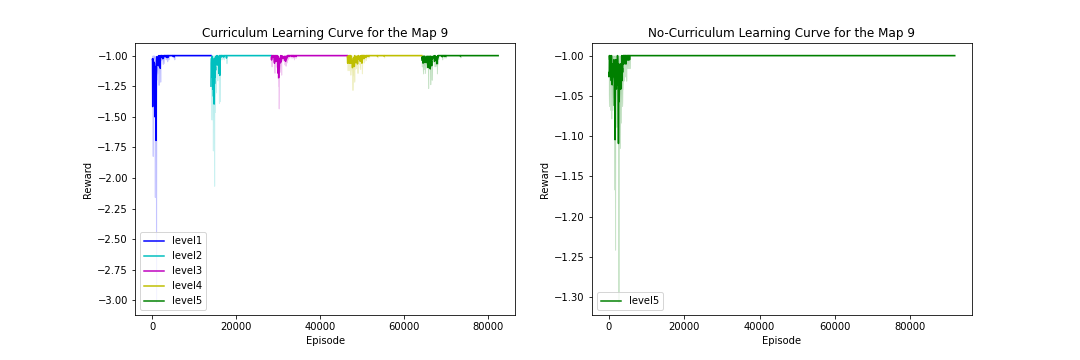 Curriculum Learning Curve for the Map 9
Reward
−1.00
−1.25
−1.50
−1.75
−2.00
−2.25
−2.50
−2.75
−3.00
level1
level2
level3
level4
level5
0 20000 40000 60000 80000
Episode
No-Curriculum Learning Curve for the Map 9
Reward
−1.00
−1.05
−1.10
−1.15
−1.20
−1.25
−1.30
level5
0 20000 40000 60000 80000
Episode